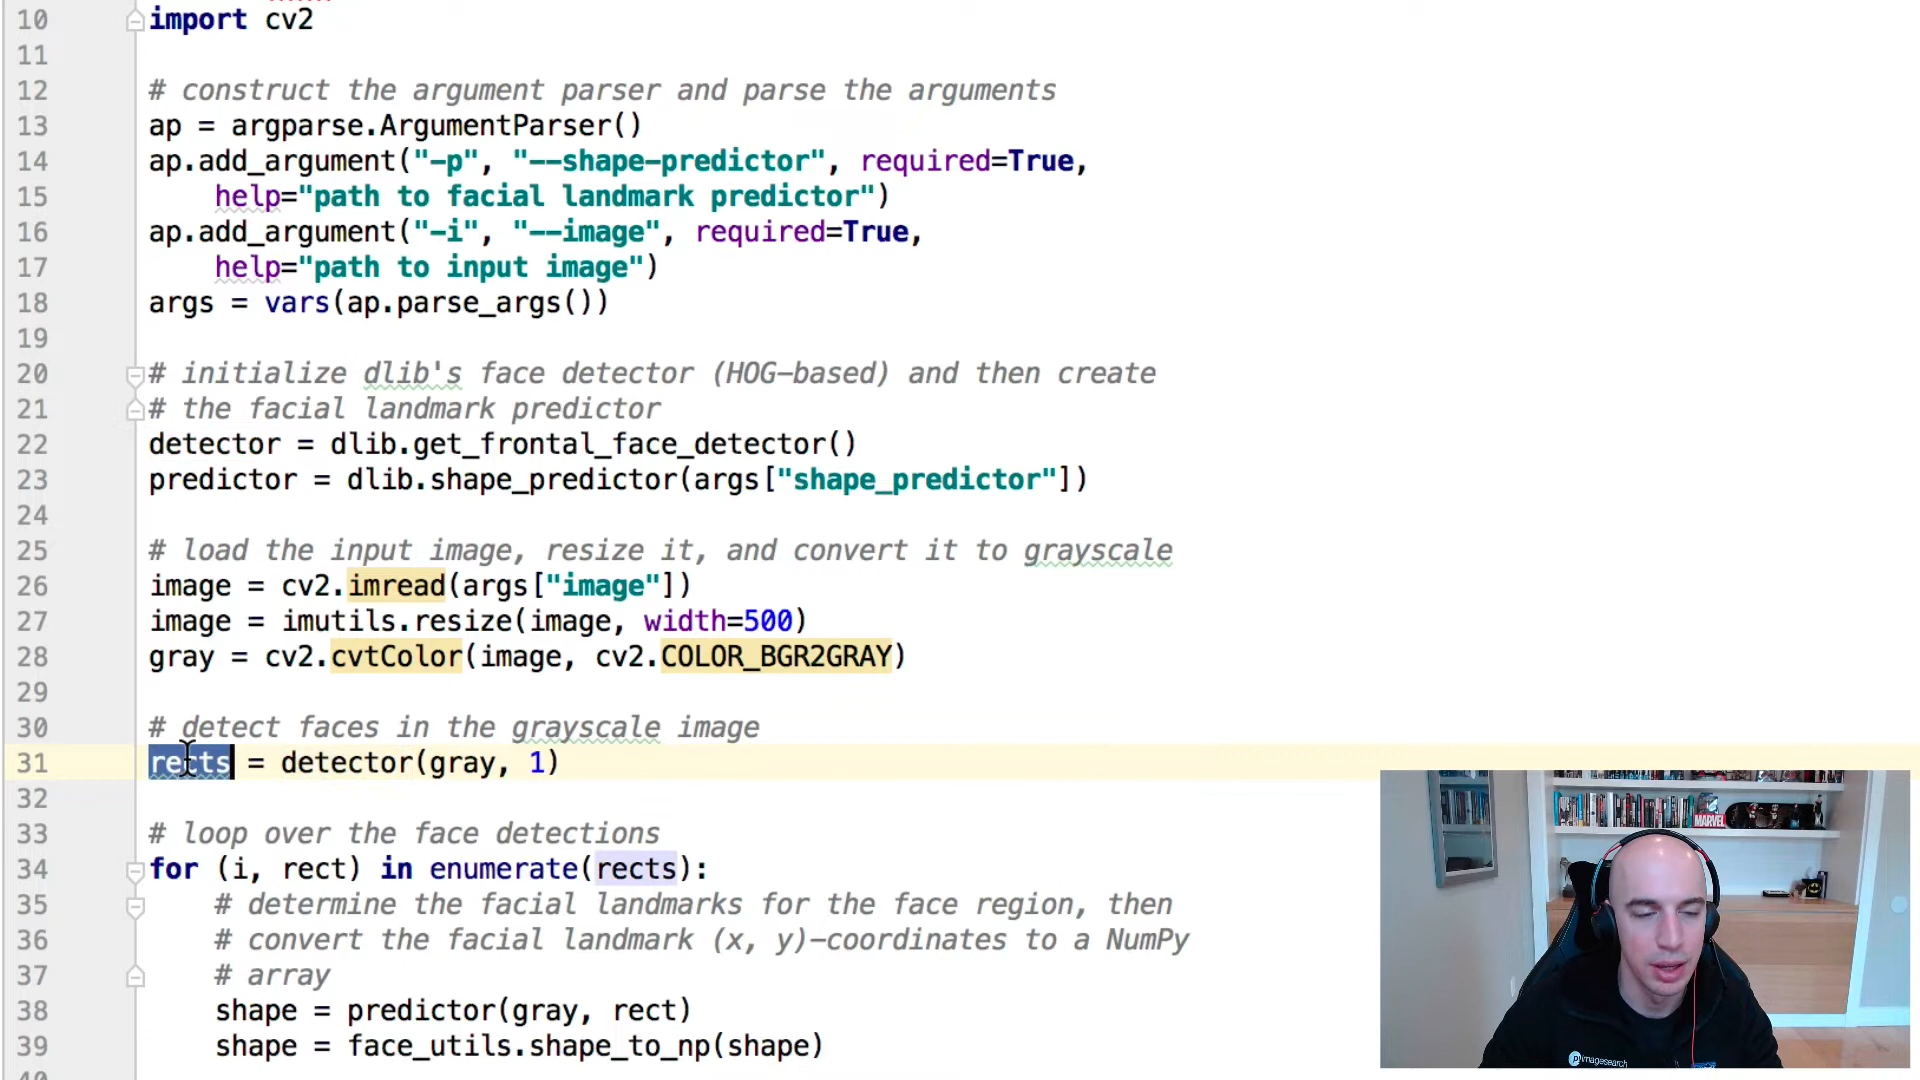 10 import cv2
11
12 # construct the argument parser and parse the arguments
13 ap = argparse.ArgumentParser()
14 ap.add_argument("-p", "--shape-predictor", required=True,
15 help="path to facial landmark predictor")
16 ap.add_argument("-i", "--image", required=True,
17 help="path to input image")
18 args = vars(ap.parse_args())
19
20 # initialize dlib's face detector (HOG-based) and then create
21 # the facial landmark predictor
22 detector = dlib.get_frontal_face_detector()
23 predictor = dlib.shape_predictor(args["shape_predictor"])
24
25 # load the input image, resize it, and convert it to grayscale
26 image = cv2.imread(args["image"])
27 image = imutils.resize(image, width=500)
28 gray = cv2.cvtColor(image, cv2.COLOR_BGR2GRAY)
29
30 # detect faces in the grayscale image
31 rects = detector(gray, 1)
32
33 # loop over the face detections
34 for (i, rect) in enumerate(rects):
35 # determine the facial landmarks for the face region, then
36 # convert the facial landmark (x, y)-coordinates to a NumPy
37 # array
38 shape = predictor(gray, rect)
39 shape = face_utils.shape_to_np(shape)
40
MARVEL
pyimagesearch